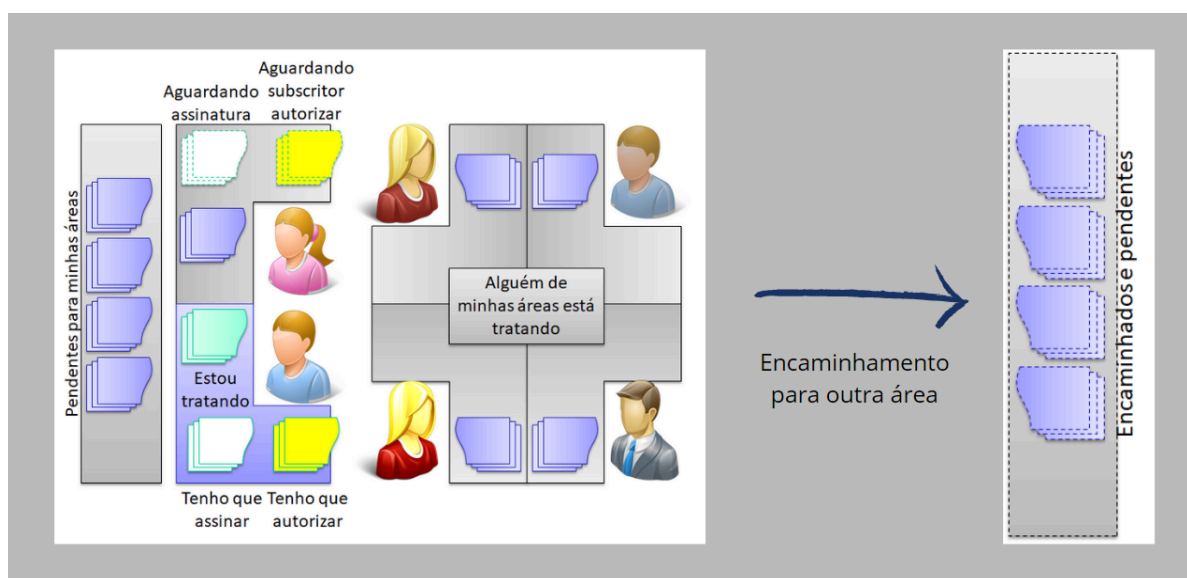 Pendentes para minhas áreas
Aguardando
assinatura
Aguardando
subscritor
autorizar
Estou
tratando
Tenho que
assinar
Tenho que
autorizar
Alguém de
minhas áreas está
tratando
Encaminhamento
para outra área
Encaminhados e pendentes